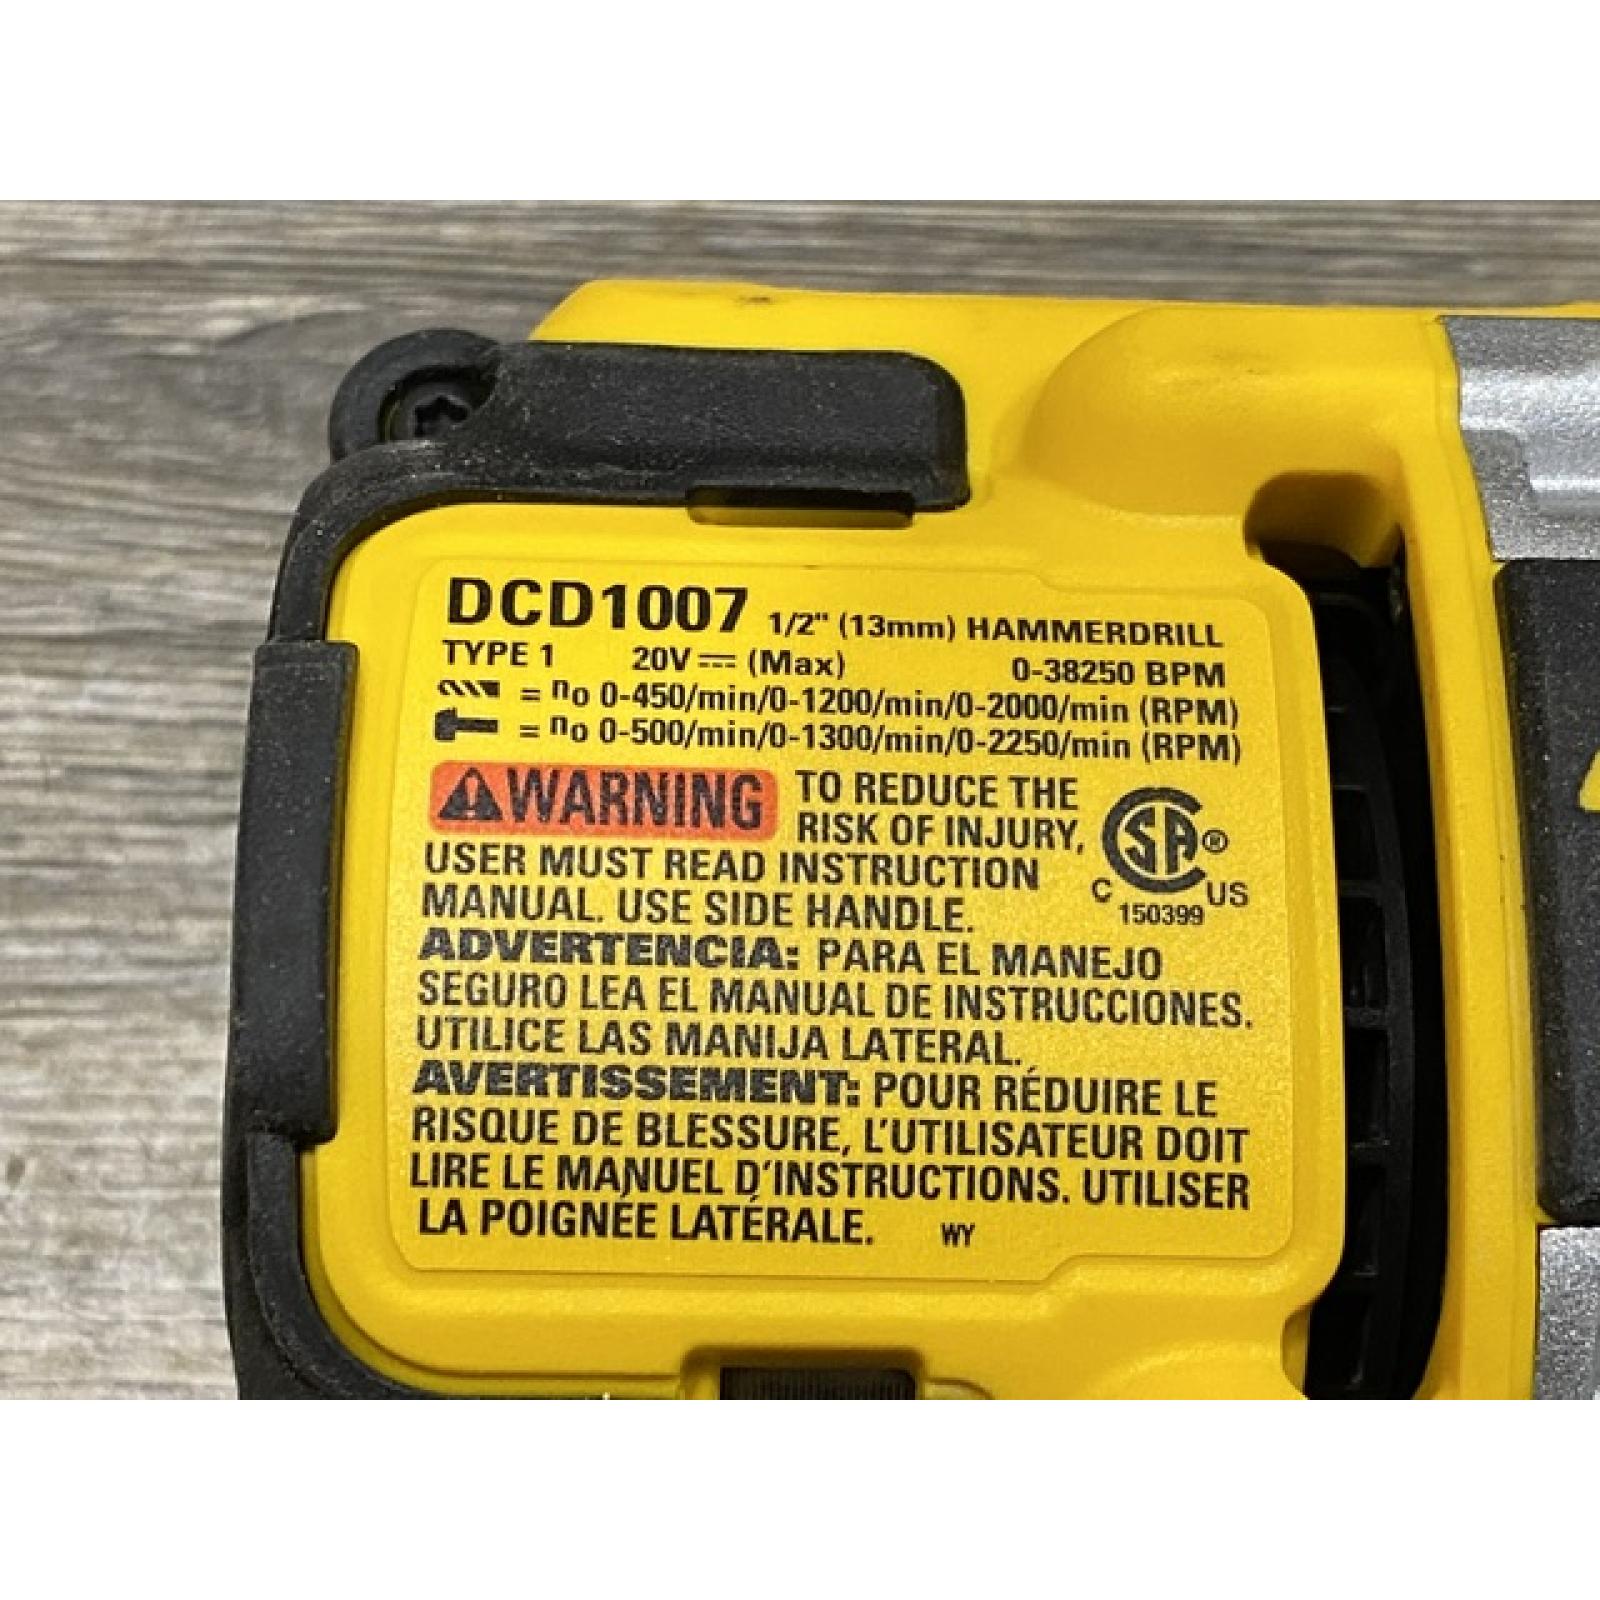 DCD1007 1/2" (13mm) HAMMERDRILL
TYPE 1 20V ⎓ (Max) 0-38250 BPM
= no 0-450/min/0-1200/min/0-2000/min (RPM)
= no 0-500/min/0-1300/min/0-2250/min (RPM)
WARNING TO REDUCE THE
RISK OF INJURY,
USER MUST READ INSTRUCTION
MANUAL. USE SIDE HANDLE.
SA ®
C US
150399
ADVERTENCIA: PARA EL MANEJO
SEGURO LEA EL MANUAL DE INSTRUCCIONES.
UTILICE LAS MANIJA LATERAL.
AVERTISSEMENT: POUR RÉDUIRE LE
RISQUE DE BLESSURE, L'UTILISATEUR DOIT
LIRE LE MANUEL D'INSTRUCTIONS. UTILISER
LA POIGNÉE LATÉRALE. WY